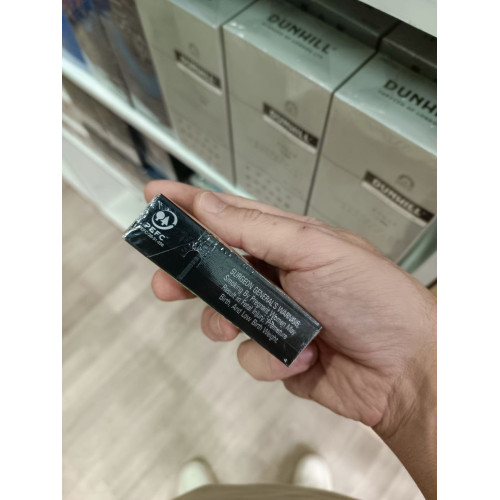 DUNHILL
DUNHILL
DUNHILL
DUNHILL
DUNHILL
PEFC
SURGEON GENERAL'S WARNING:
Smoking By Pregnant Women May
Result in Fetal Injury, Premature
Birth, And Low Birth Weight.